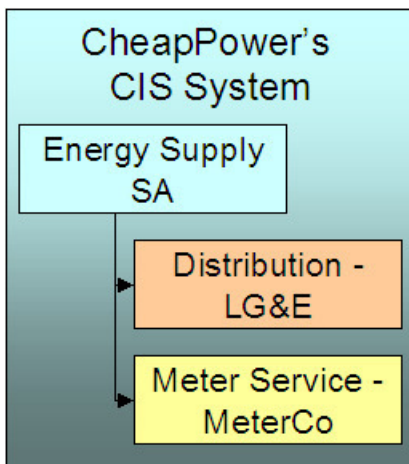 CheapPower's
CIS System
Energy Supply
SA
Distribution -
LG&E
Meter Service -
MeterCo